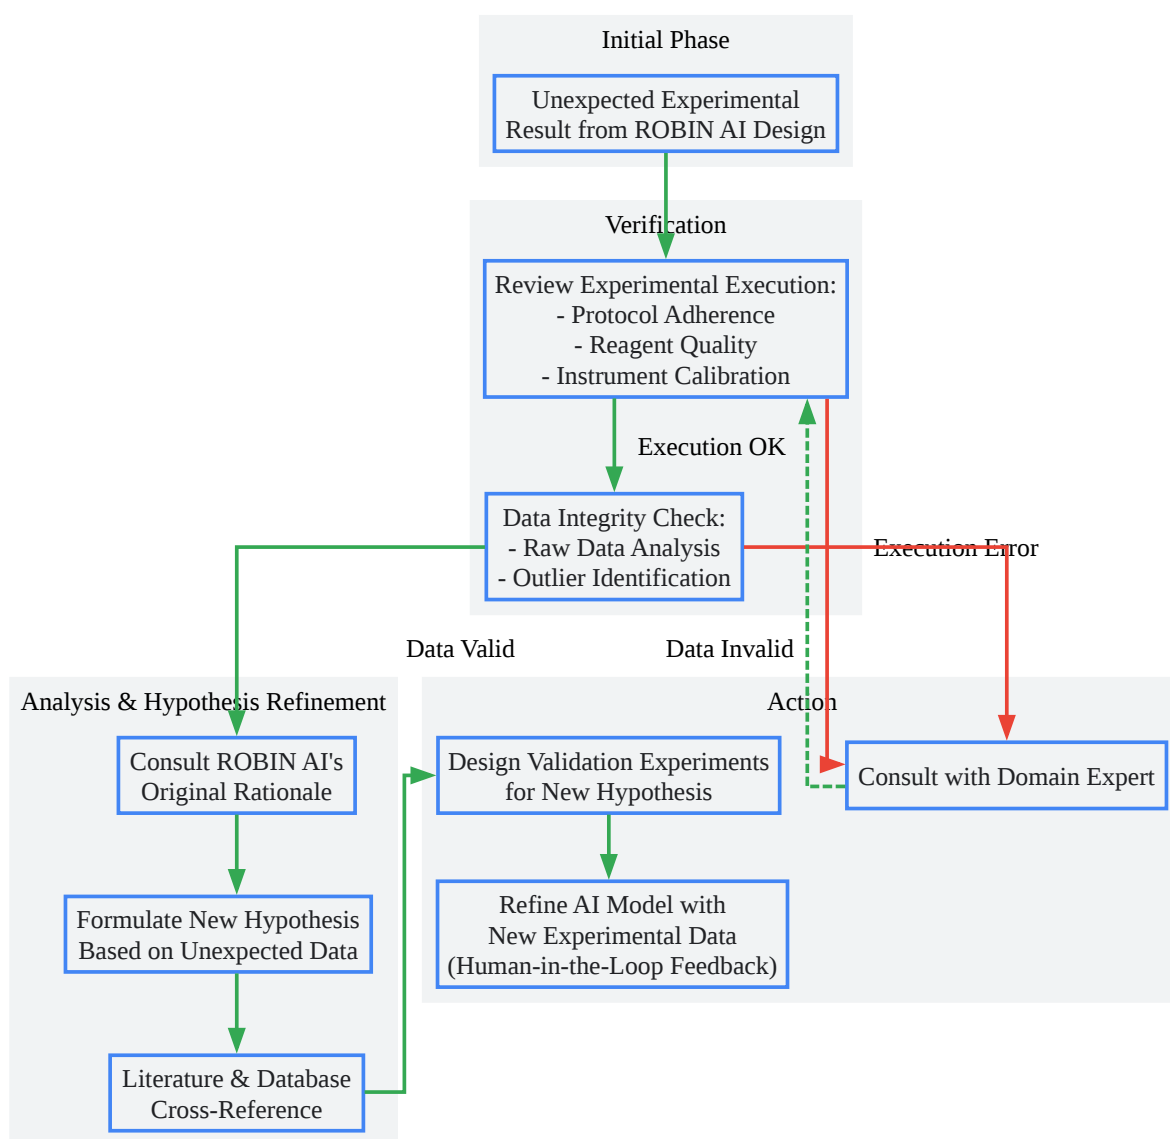 Initial Phase
Unexpected Experimental
Result from ROBIN AI Design
Verification
Review Experimental Execution:
- Protocol Adherence
- Reagent Quality
- Instrument Calibration
Execution OK
Data Integrity Check:
- Raw Data Analysis
- Outlier Identification
Execution Error
Data Valid
Data Invalid
Analysis & Hypothesis Refinement
Consult ROBIN AI's
Original Rationale
Formulate New Hypothesis
Based on Unexpected Data
Literature & Database
Cross-Reference
Action
Design Validation Experiments
for New Hypothesis
Consult with Domain Expert
Refine AI Model with
New Experimental Data
(Human-in-the-Loop Feedback)